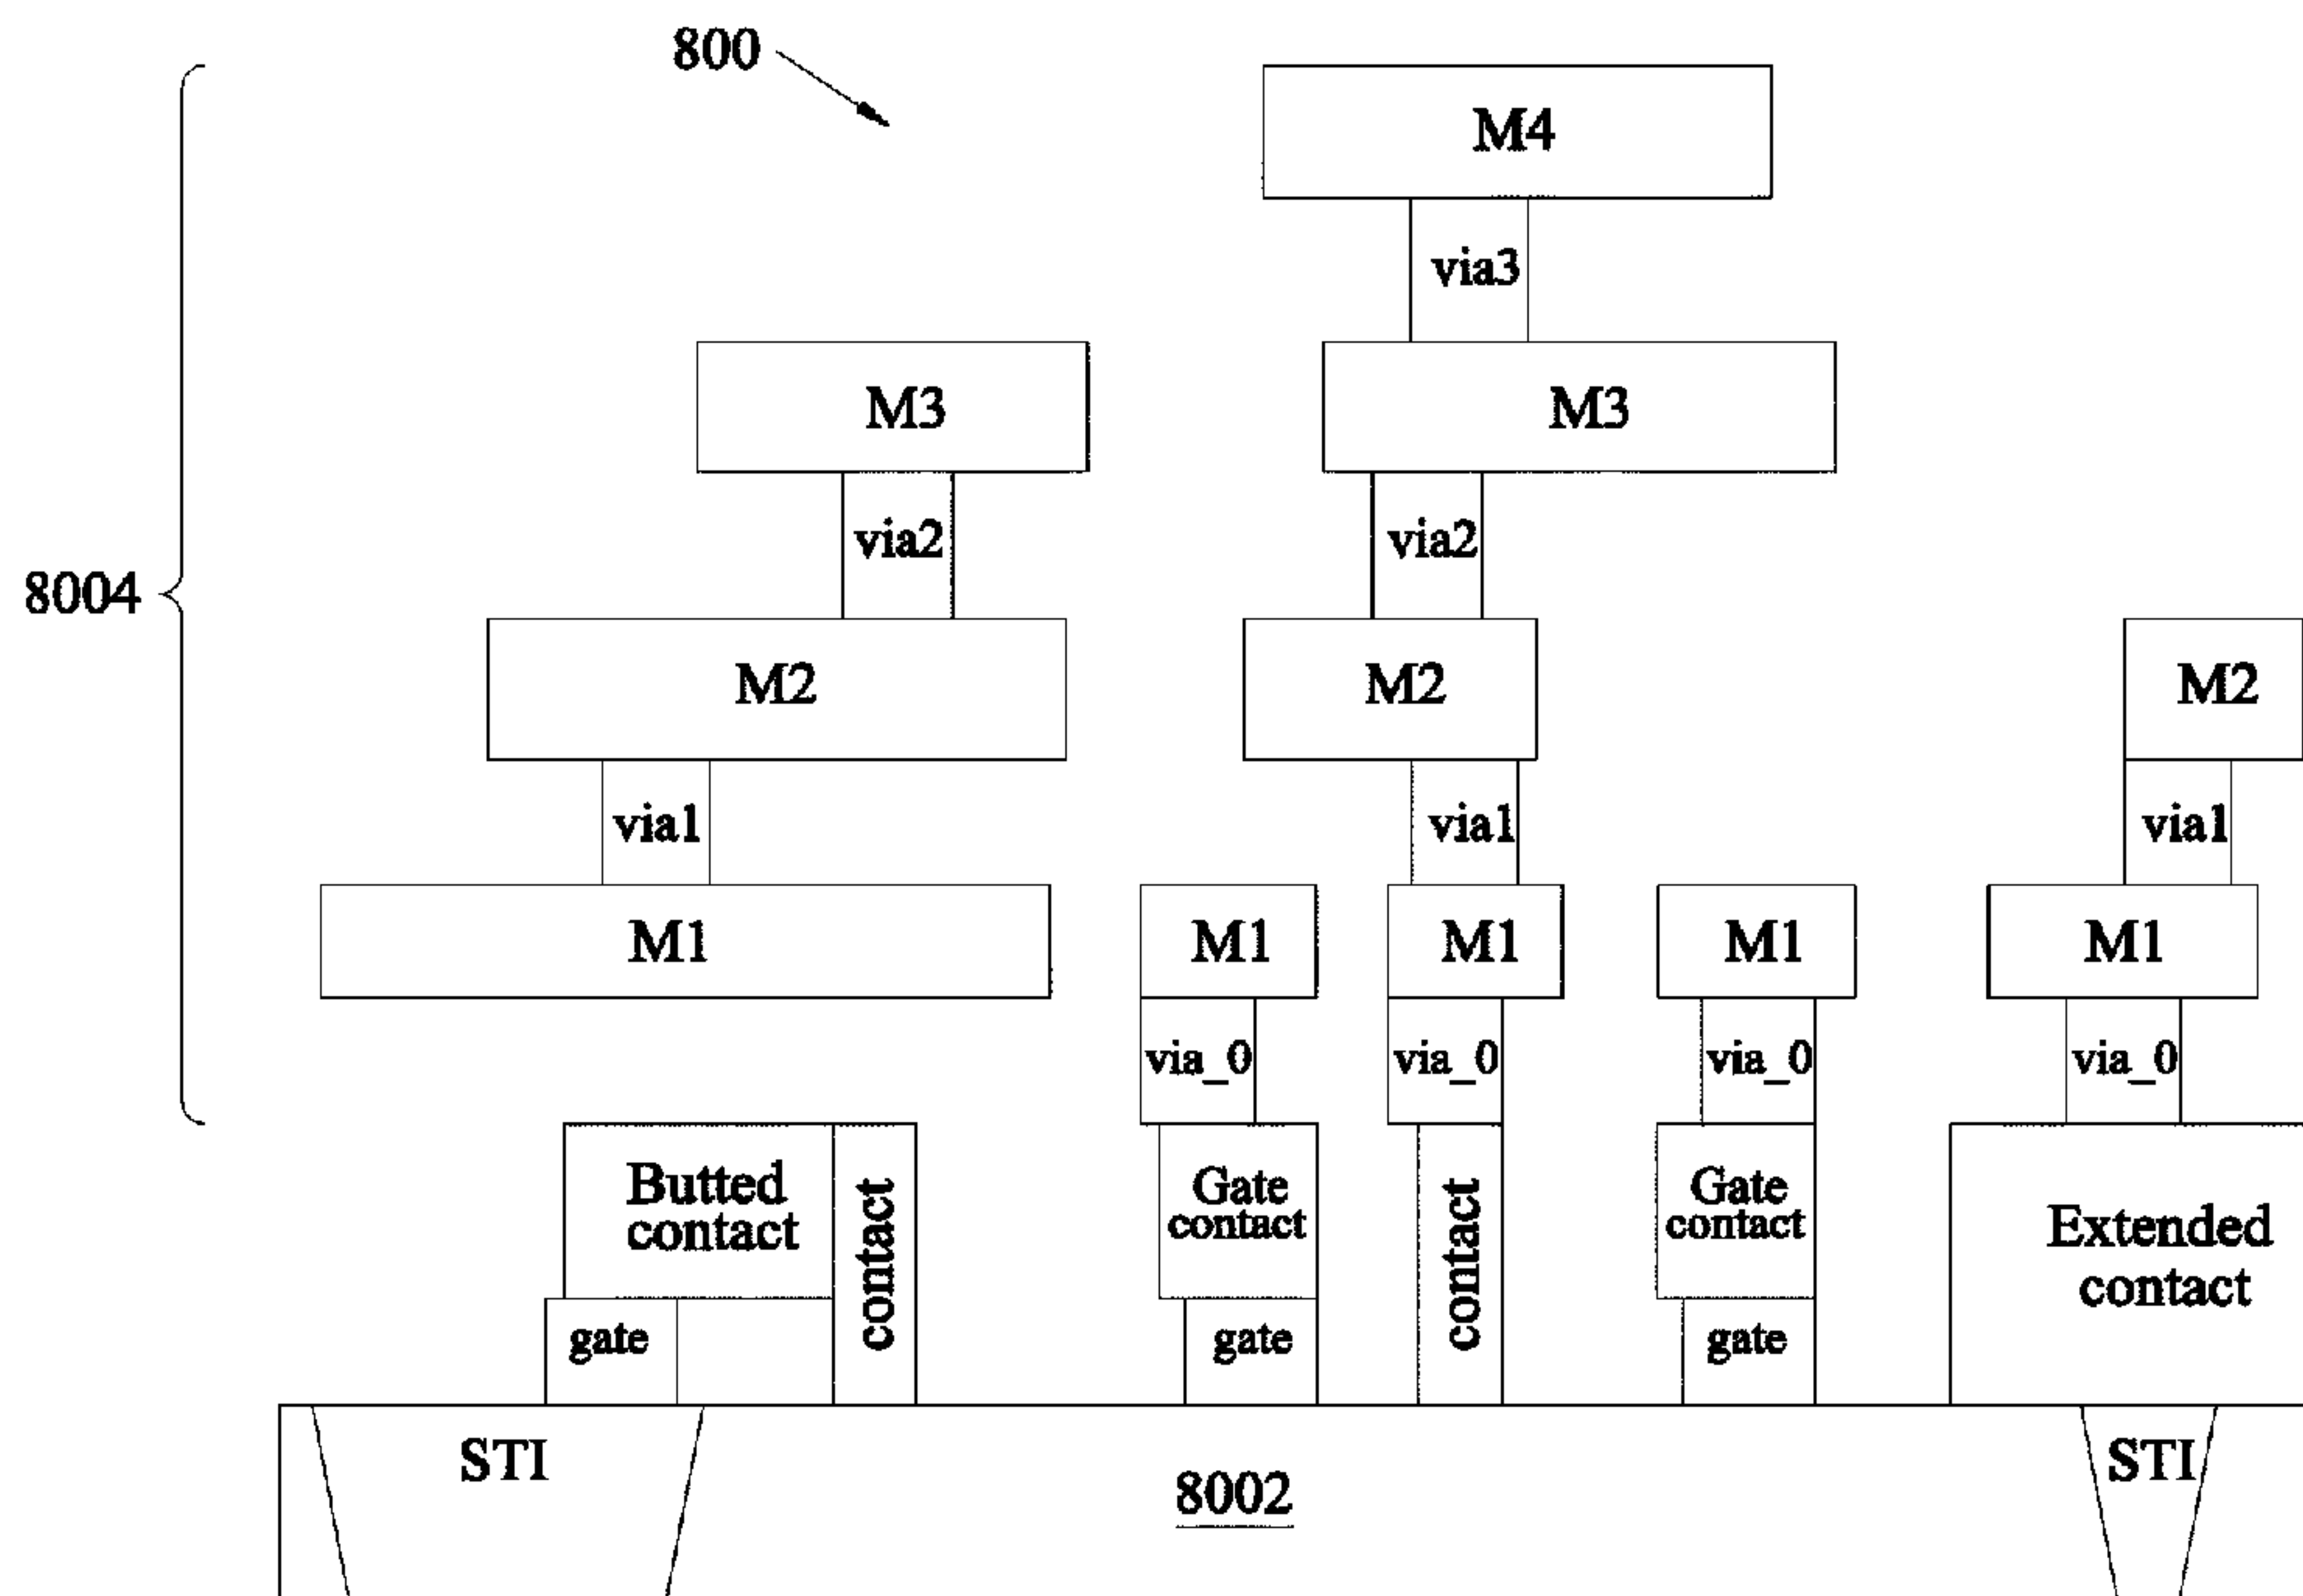 800
M4
via3
M3
M3
via2
via2
8004
M2
M2
M2
via1
via1
via1
M1
M1
M1
M1
M1
via_0
via_0
via_0
via_0
Butted
contact
contact
Gate
contact
contact
Gate
contact
Extended
contact
gate
gate
gate
STI
8002
STI